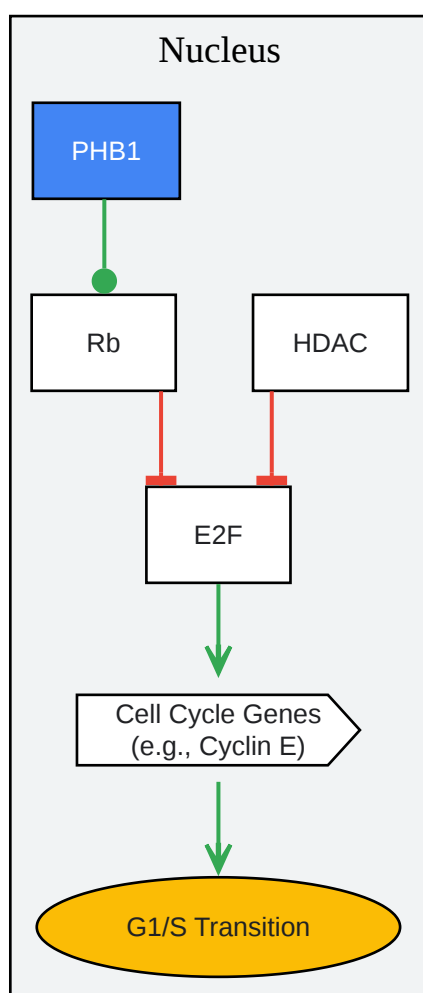 Nucleus
PHB1
Rb
HDAC
E2F
Cell Cycle Genes
(e.g., Cyclin E)
G1/S Transition